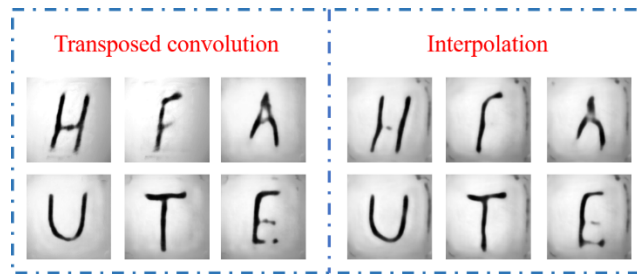 Transposed convolution
Interpolation
H F A
H A
U T E
U T E